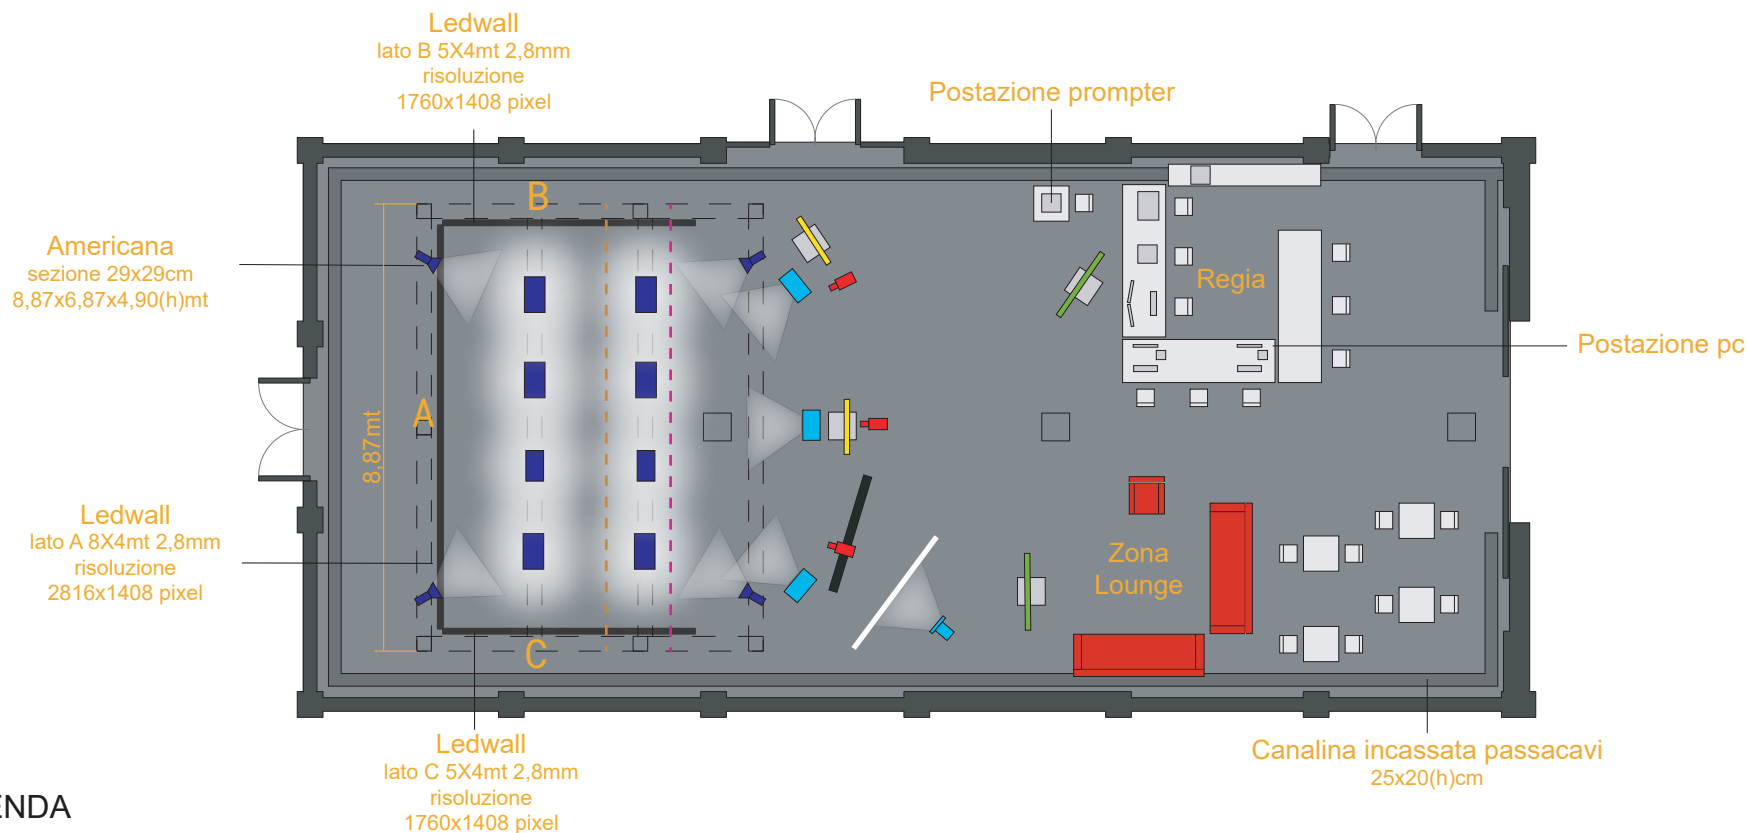 Ledwall
lato B 5X4mt 2,8mm
risoluzione
1760x1408 pixel
Postazione prompter
B
Americana
sezione 29x29cm
8,87x6,87x4,90(h)mt
Regia
Postazione pc
A
8,87mt
Ledwall
lato A 8X4mt 2,8mm
risoluzione
2816x1408 pixel
Zona
Lounge
C
Ledwall
lato C 5X4mt 2,8mm
risoluzione
1760x1408 pixel
Canalina incassata passacavi
25x20(h)cm
ENDA